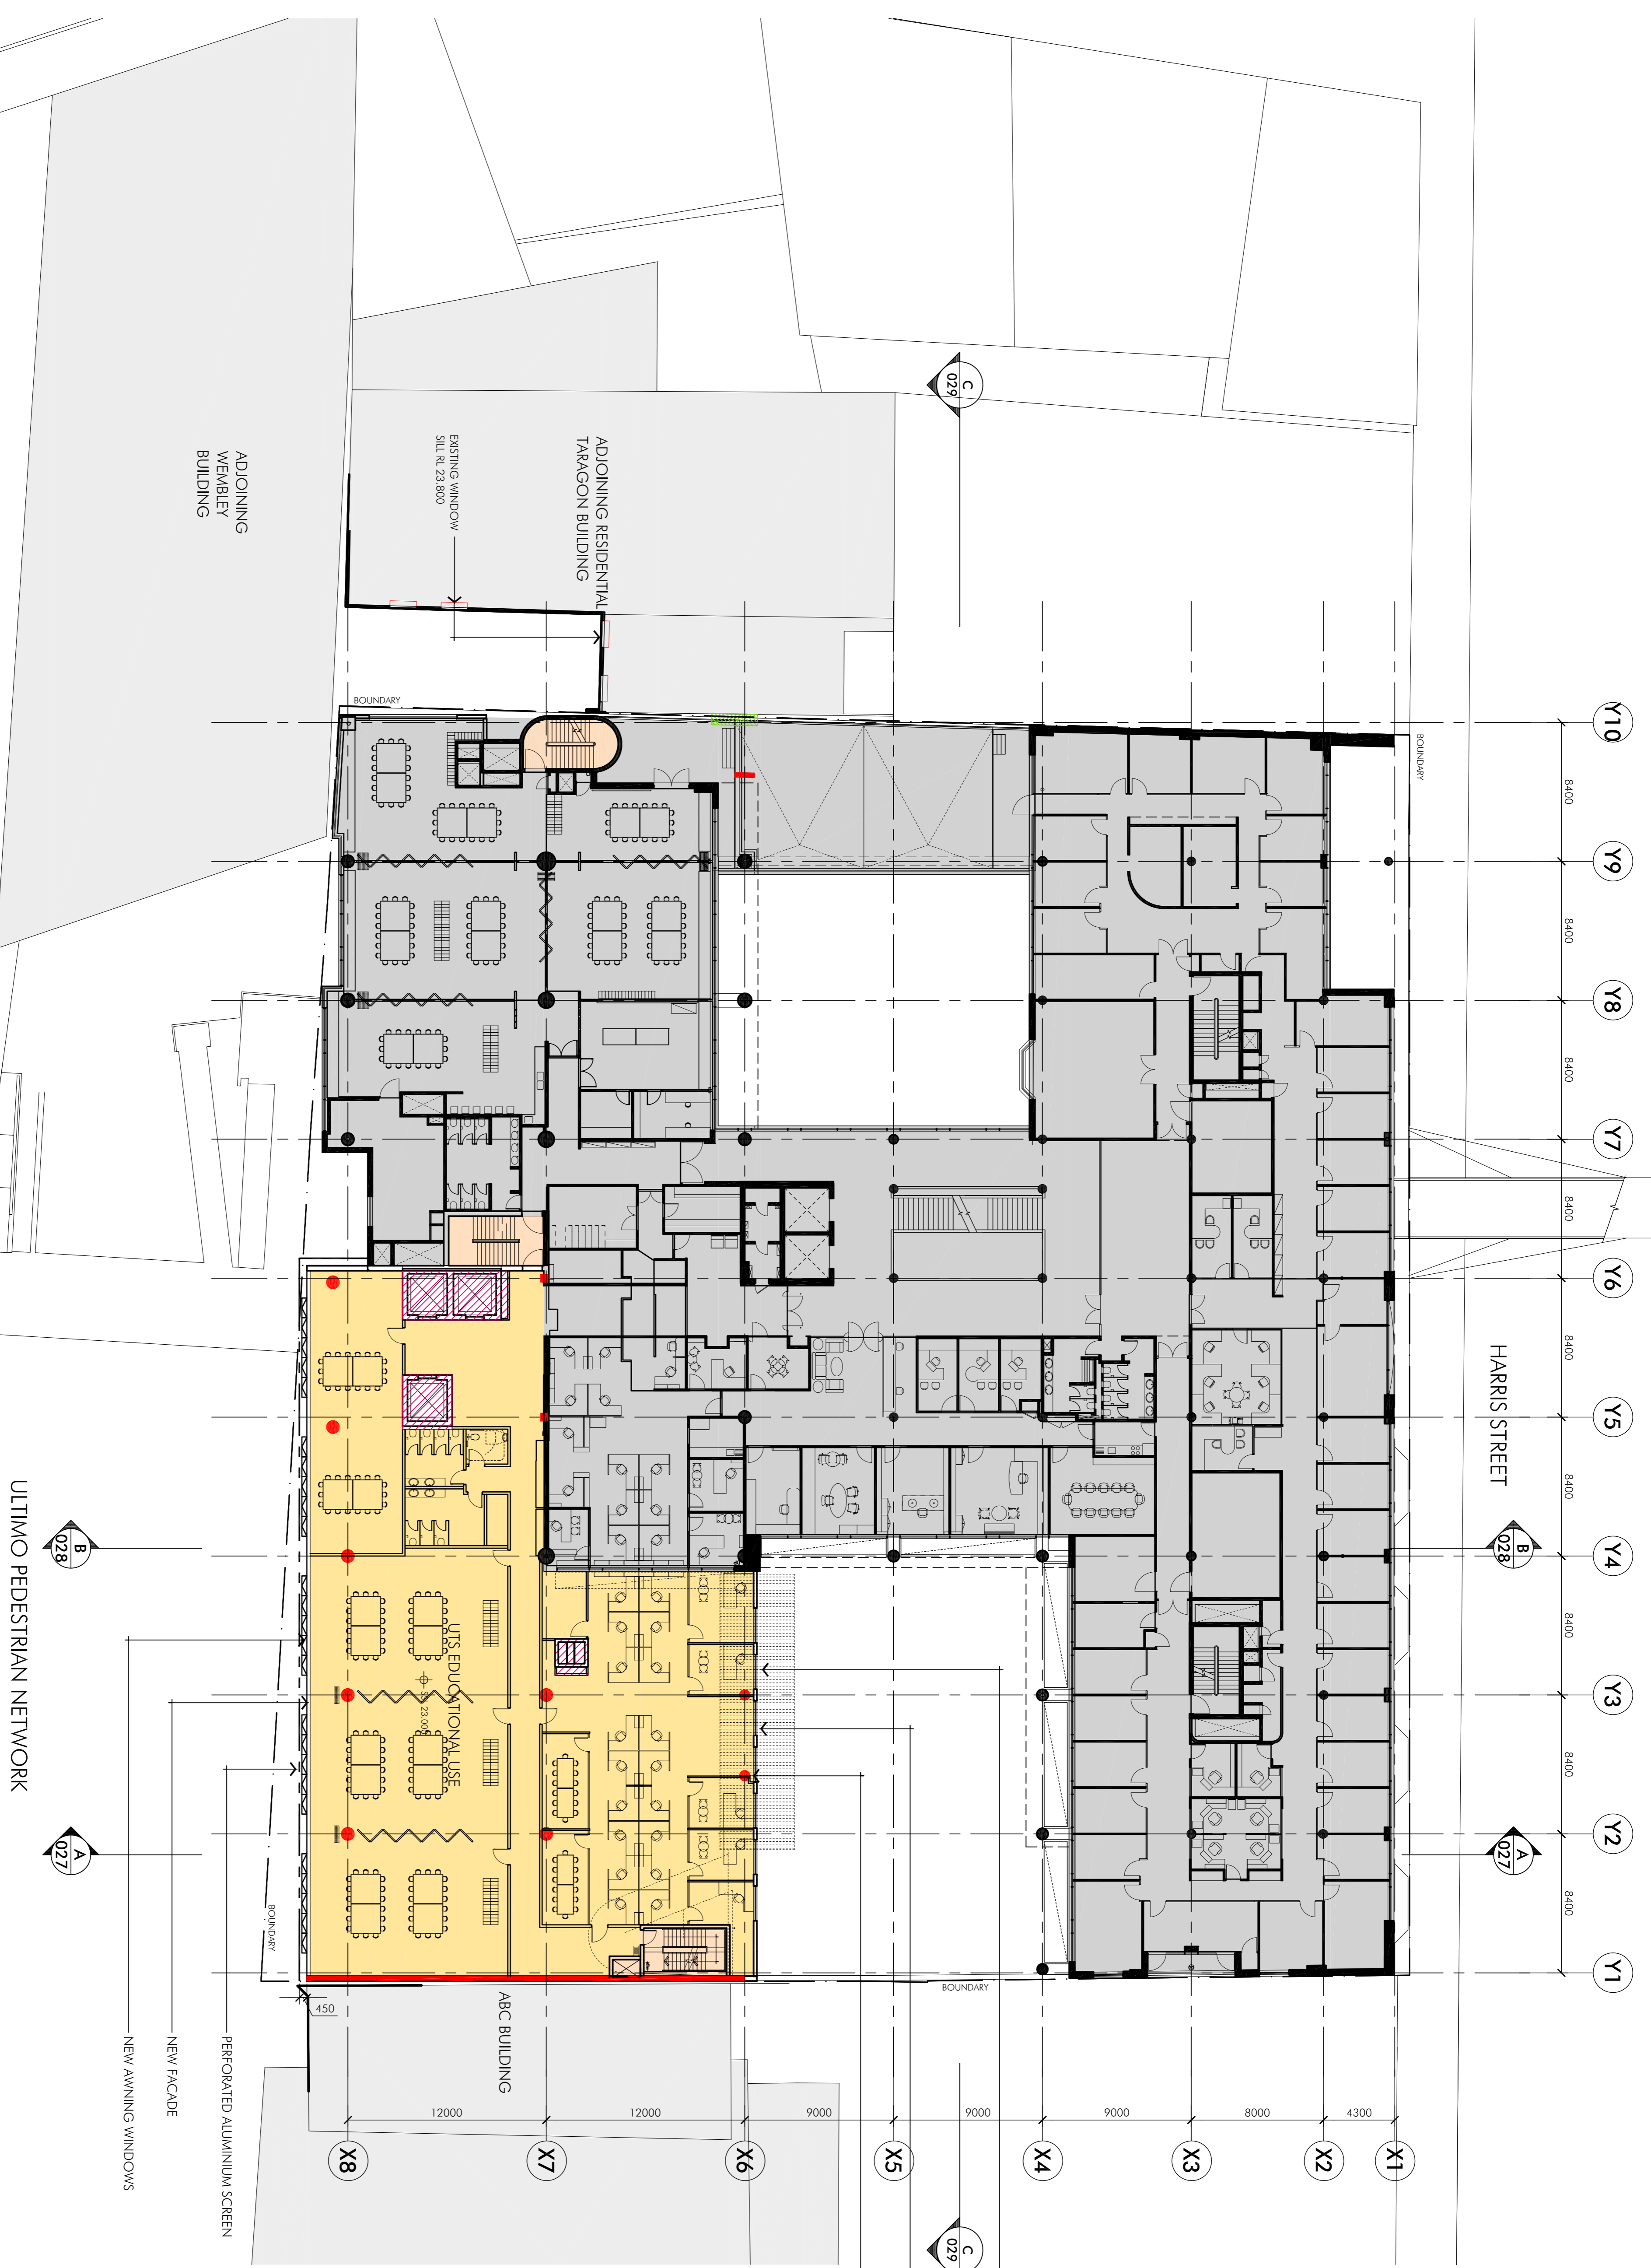 HARRIS STREET
BOUNDARY
BOUNDARY
BOUNDARY
BOUNDARY
Y10
Y9
Y8
Y7
Y6
Y5
Y4
Y3
Y2
Y1
8400
8400
8400
8400
8400
8400
8400
8400
8400
X1
X2
X3
X4
X5
X6
X7
X8
4300
8000
9000
9000
9000
12000
12000
C
029
C
029
B
028
B
028
A
027
A
027
ADJOINING RESIDENTIAL
TARAGON BUILDING
EXISTING WINDOW
SILL RL 23.800
ADJOINING
WEMBLEY
BUILDING
UTS EDUCATIONAL USE
ABC BUILDING
450
PERFORATED ALUMINIUM SCREEN
NEW FACADE
NEW AWNING WINDOWS
ULTIMO PEDESTRIAN NETWORK